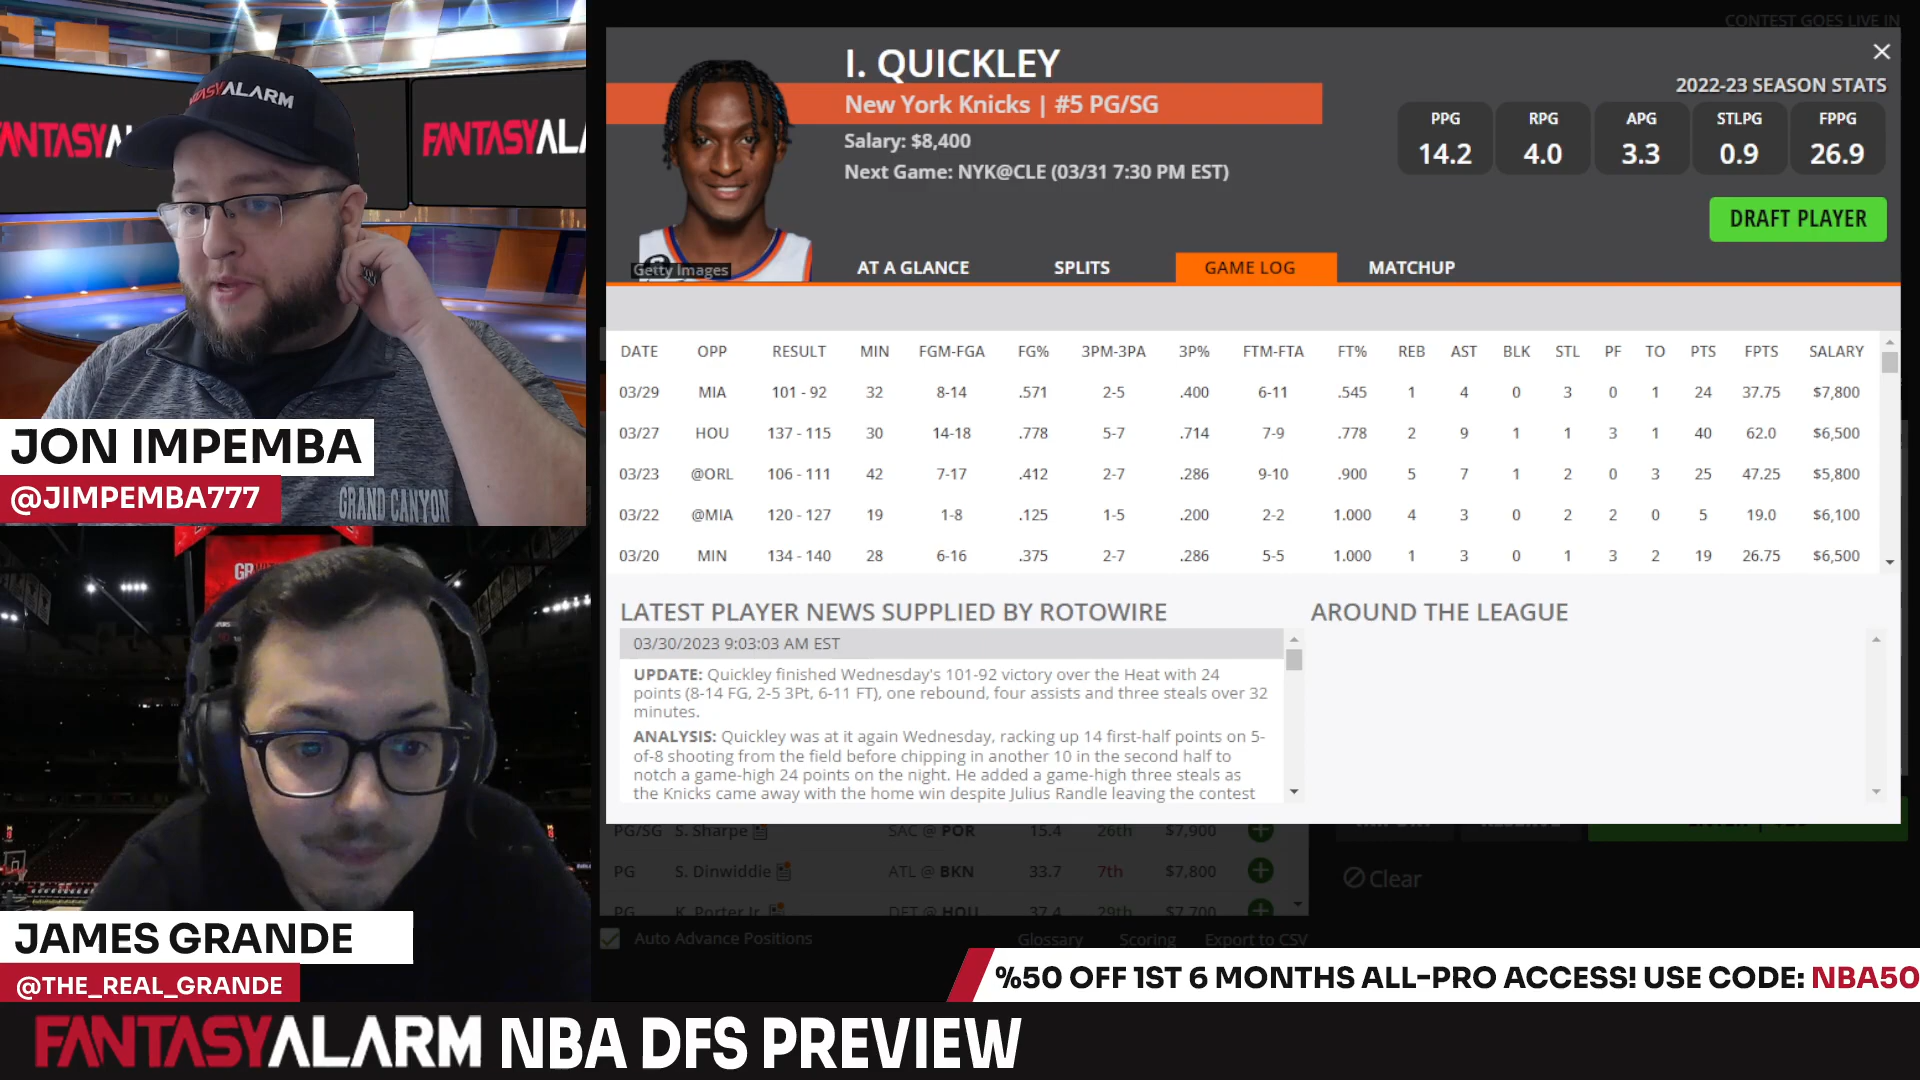 CONTEST GOES LIVE IN
FANTASYALARM
FANTASYAL
FANTASYAL
GRAND CANYON
JON IMPEMBA
@JIMPEMBA777
JAMES GRANDE
@THE_REAL_GRANDE
I. QUICKLEY
New York Knicks | #5 PG/SG
Salary: $8,400
Next Game: NYK@CLE (03/31 7:30 PM EST)
Getty Images
2022-23 SEASON STATS
PPG RPG APG STLPG FPPG
14.2 4.0 3.3 0.9 26.9
DRAFT PLAYER
AT A GLANCE SPLITS GAME LOG MATCHUP
DATE OPP RESULT MIN FGM-FGA FG% 3PM-3PA 3P% FTM-FTA FT% REB AST BLK STL PF TO PTS FPTS SALARY
03/29 MIA 101 - 92 32 8-14 .571 2-5 .400 6-11 .545 1 4 0 3 0 1 24 37.75 $7,800
03/27 HOU 137 - 115 30 14-18 .778 5-7 .714 7-9 .778 2 9 1 1 3 1 40 62.0 $6,500
03/23 @ORL 106 - 111 42 7-17 .412 2-7 .286 9-10 .900 5 7 1 2 0 3 25 47.25 $5,800
03/22 @MIA 120 - 127 19 1-8 .125 1-5 .200 2-2 1.000 4 3 0 2 2 0 5 19.0 $6,100
03/20 MIN 134 - 140 28 6-16 .375 2-7 .286 5-5 1.000 1 3 0 1 3 2 19 26.75 $6,500
LATEST PLAYER NEWS SUPPLIED BY ROTOWIRE
03/30/2023 9:03:03 AM EST
UPDATE: Quickley finished Wednesday's 101-92 victory over the Heat with 24
points (8-14 FG, 2-5 3Pt, 6-11 FT), one rebound, four assists and three steals over 32
minutes.
ANALYSIS: Quickley was at it again Wednesday, racking up 14 first-half points on 5-
of-8 shooting from the field before chipping in another 10 in the second half to
notch a game-high 24 points on the night. He added a game-high three steals as
the Knicks came away with the home win despite Julius Randle leaving the contest
AROUND THE LEAGUE
PG/SG S. Sharpe SAC @ POR 15.4 26th $7,900
PG S. Dinwiddie ATL @ BKN 33.7 7th $7,800
PG K. Porter Jr. DET @ HOU 37.4 29th $7,700
Clear
Auto Advance Positions
Glossary Scoring Export to CSV
%50 OFF 1ST 6 MONTHS ALL-PRO ACCESS! USE CODE: NBA50
FANTASYALARM NBA DFS PREVIEW